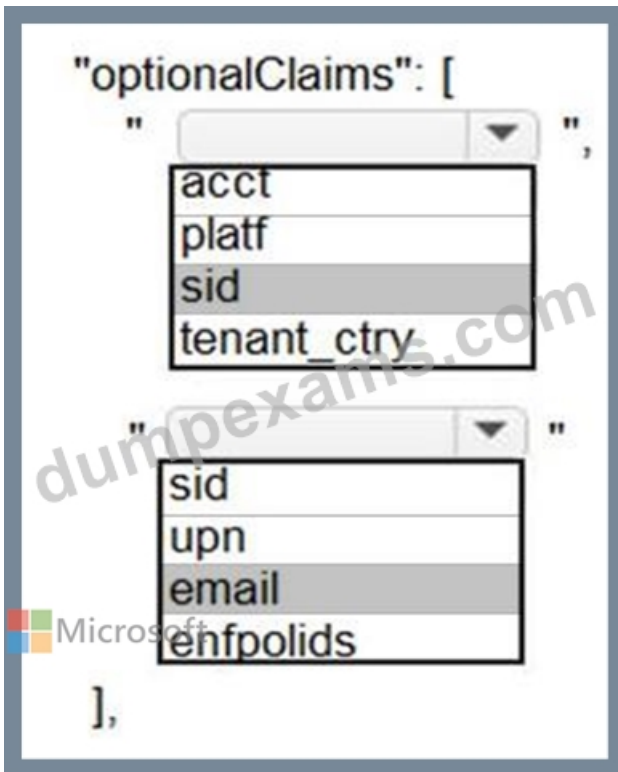 "optionalClaims": [
" ",
acct
platf
sid
tenant_ctry
" "
sid
upn
email
enfpolids
],
dumpexams.com
Microsoft